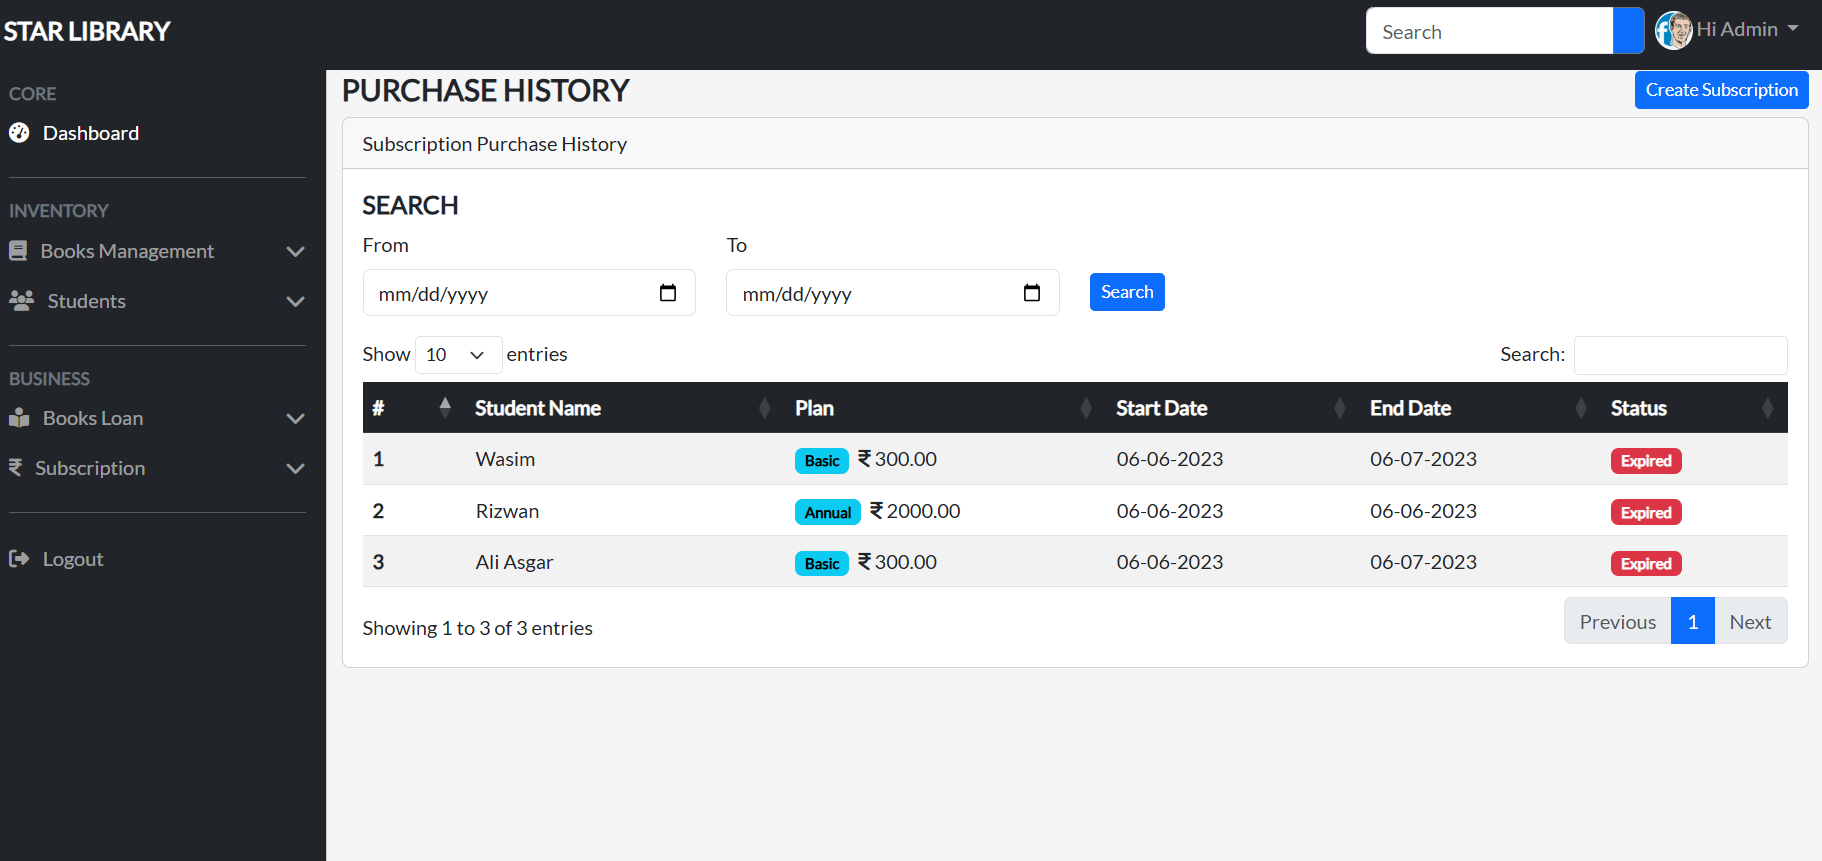 STAR LIBRARY
Search
Hi Admin
CORE
Dashboard
INVENTORY
Books Management
Students
BUSINESS
Books Loan
Subscription
Logout
PURCHASE HISTORY
Create Subscription
Subscription Purchase History
SEARCH
From To
mm/dd/yyyy mm/dd/yyyy Search
Show 10 entries Search:
# Student Name Plan Start Date End Date Status
1 Wasim Basic ₹ 300.00 06-06-2023 06-07-2023 Expired
2 Rizwan Annual ₹ 2000.00 06-06-2023 06-06-2023 Expired
3 Ali Asgar Basic ₹ 300.00 06-06-2023 06-07-2023 Expired
Showing 1 to 3 of 3 entries
Previous 1 Next